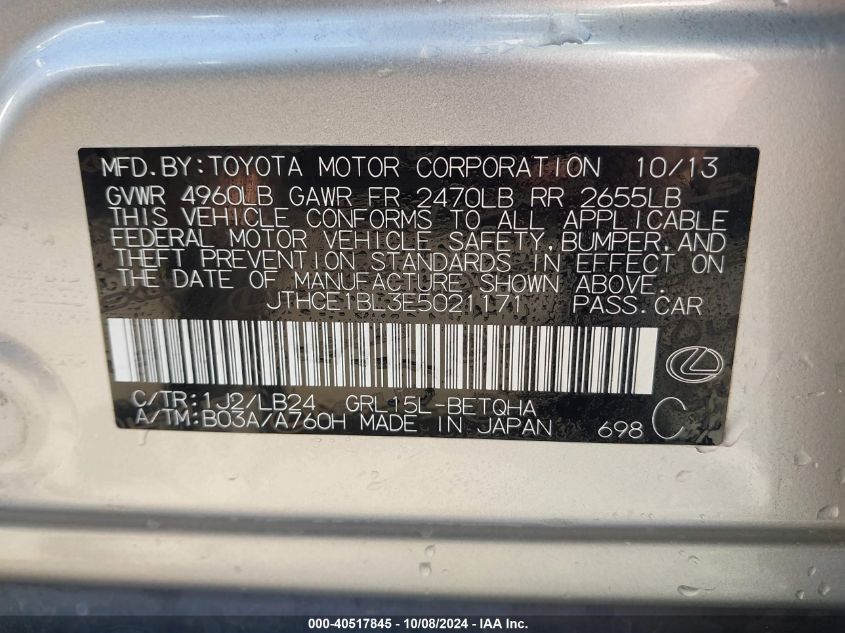 MFD.BY:TOYOTA MOTOR CORPORATION 10/13
GVWR 4960LB GAWR FR 2470LB RR 2655LB
THIS VEHICLE CONFORMS TO ALL APPLICABLE
FEDERAL MOTOR VEHICLE SAFETY,BUMPER,AND
THEFT PREVENTION STANDARDS IN EFFECT ON
THE DATE OF MANUFACTURE SHOWN ABOVE.
JTHCE1BL3E5021171 PASS.CAR
C/TR:1J2/LB24 GRL15L-BETQHA
A/TM:B03A/A760H MADE IN JAPAN 698 C
000-40517845 - 10/08/2024 - IAA Inc.